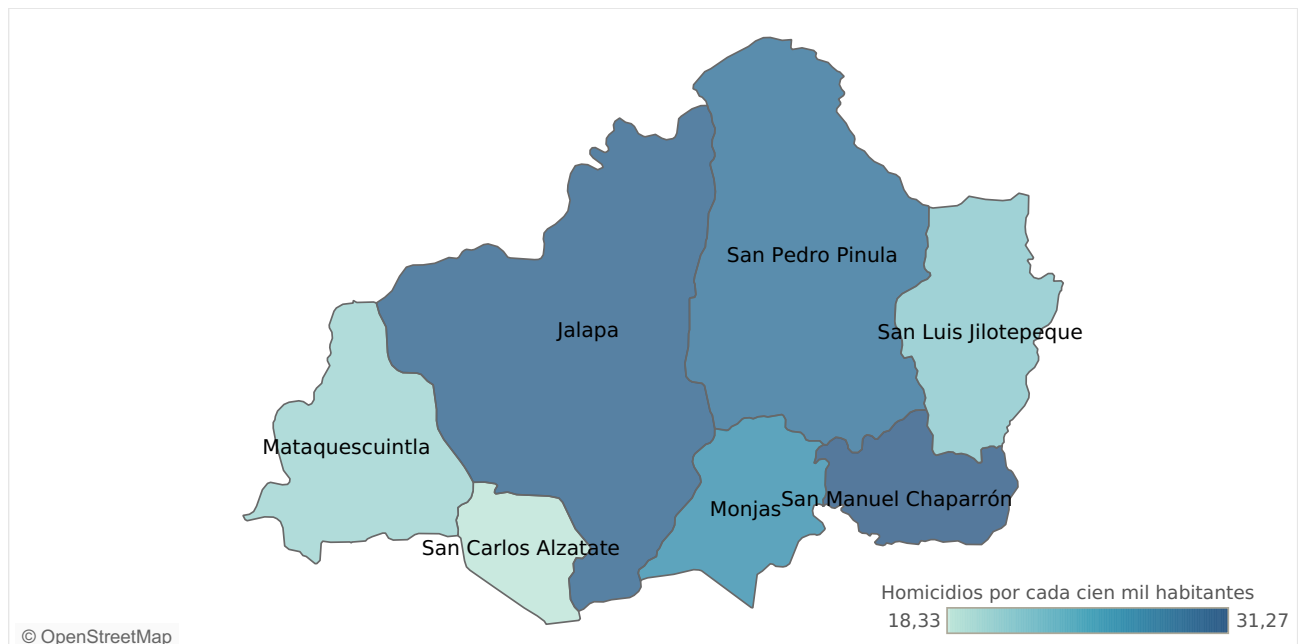 San Pedro Pinula
Jalapa
San Luis Jilotepeque
Mataquescuintla
San Manuel Chaparrón
Monjas
San Carlos Alzatate
Homicidios por cada cien mil habitantes
18,33 31,27
© OpenStreetMap